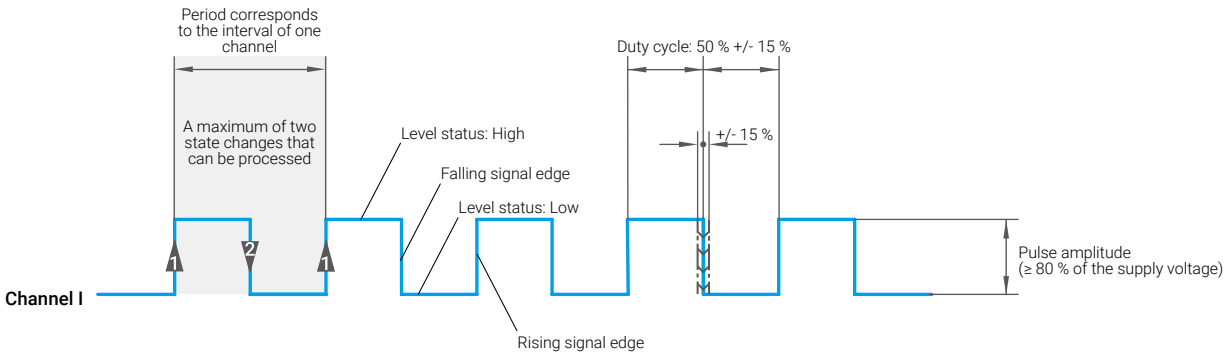 Period corresponds
to the interval of one
channel
Duty cycle: 50 % +/- 15 %
A maximum of two
state changes that
can be processed
Level status: High
+/- 15 %
Falling signal edge
Level status: Low
1
2
1
Pulse amplitude
(≥ 80 % of the supply voltage)
Channel I
Rising signal edge